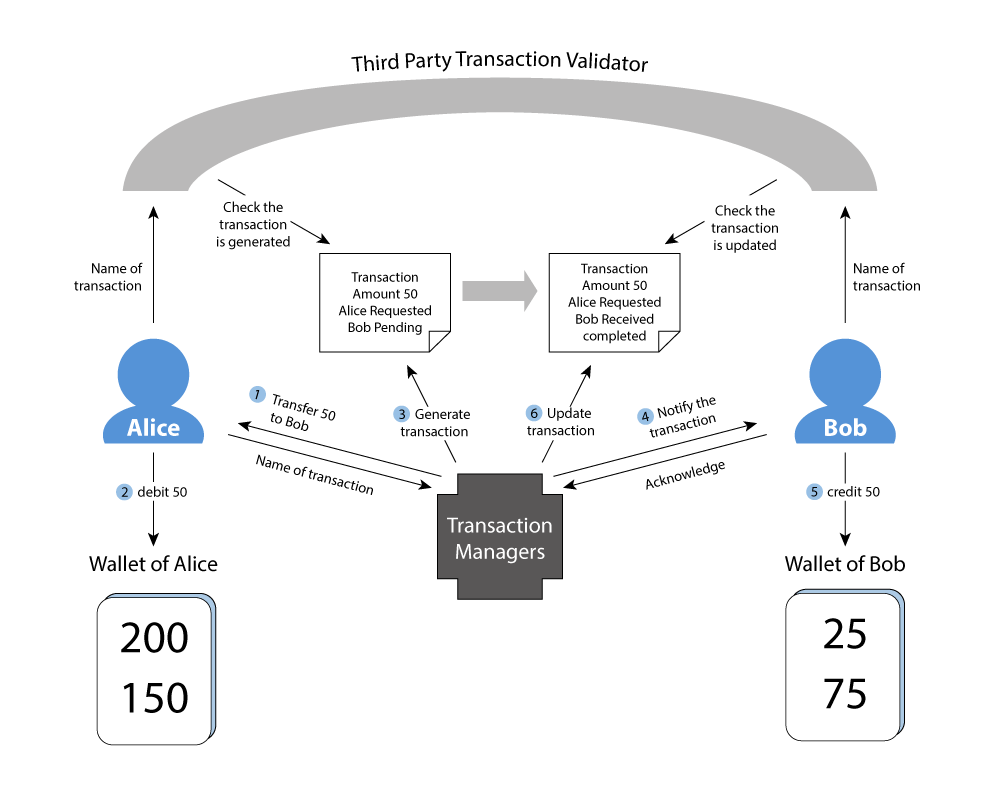 Third Party Transaction Validator
Check the
transaction
is generated
Check the
transaction
is updated
Name of
transaction
Name of
transaction
Transaction
Amount 50
Alice Requested
Bob Pending
Transaction
Amount 50
Alice Requested
Bob Received
completed
Alice
1 Transfer 50
to Bob
Name of transaction
3 Generate
transaction
6 Update
transaction
4 Notify the
transaction
Acknowledge
Bob
2 debit 50
5 credit 50
Transaction
Managers
Wallet of Alice
200
150
Wallet of Bob
25
75